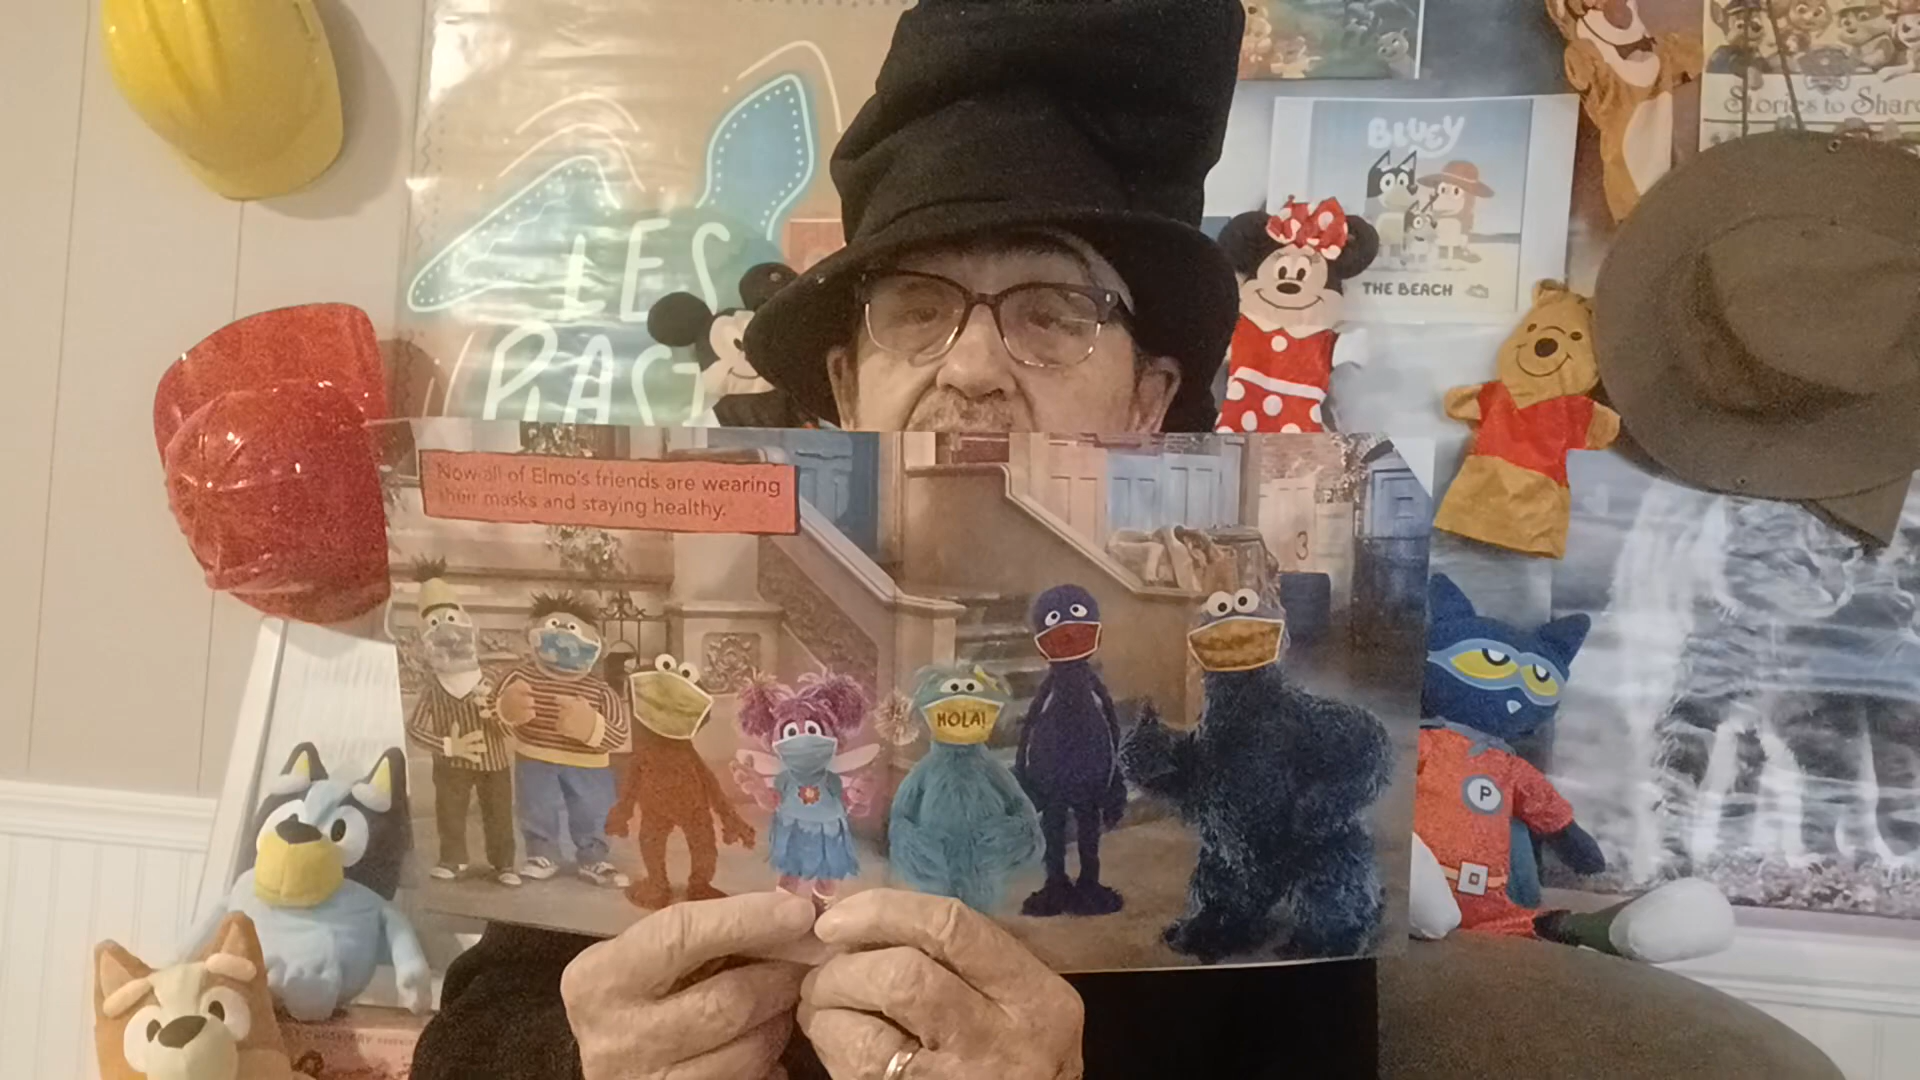 LES
PLAST
BLUEY
THE BEACH
Stories to Share
Now all of Elmo's friends are wearing
their masks and staying healthy.
3
HOLA!
P